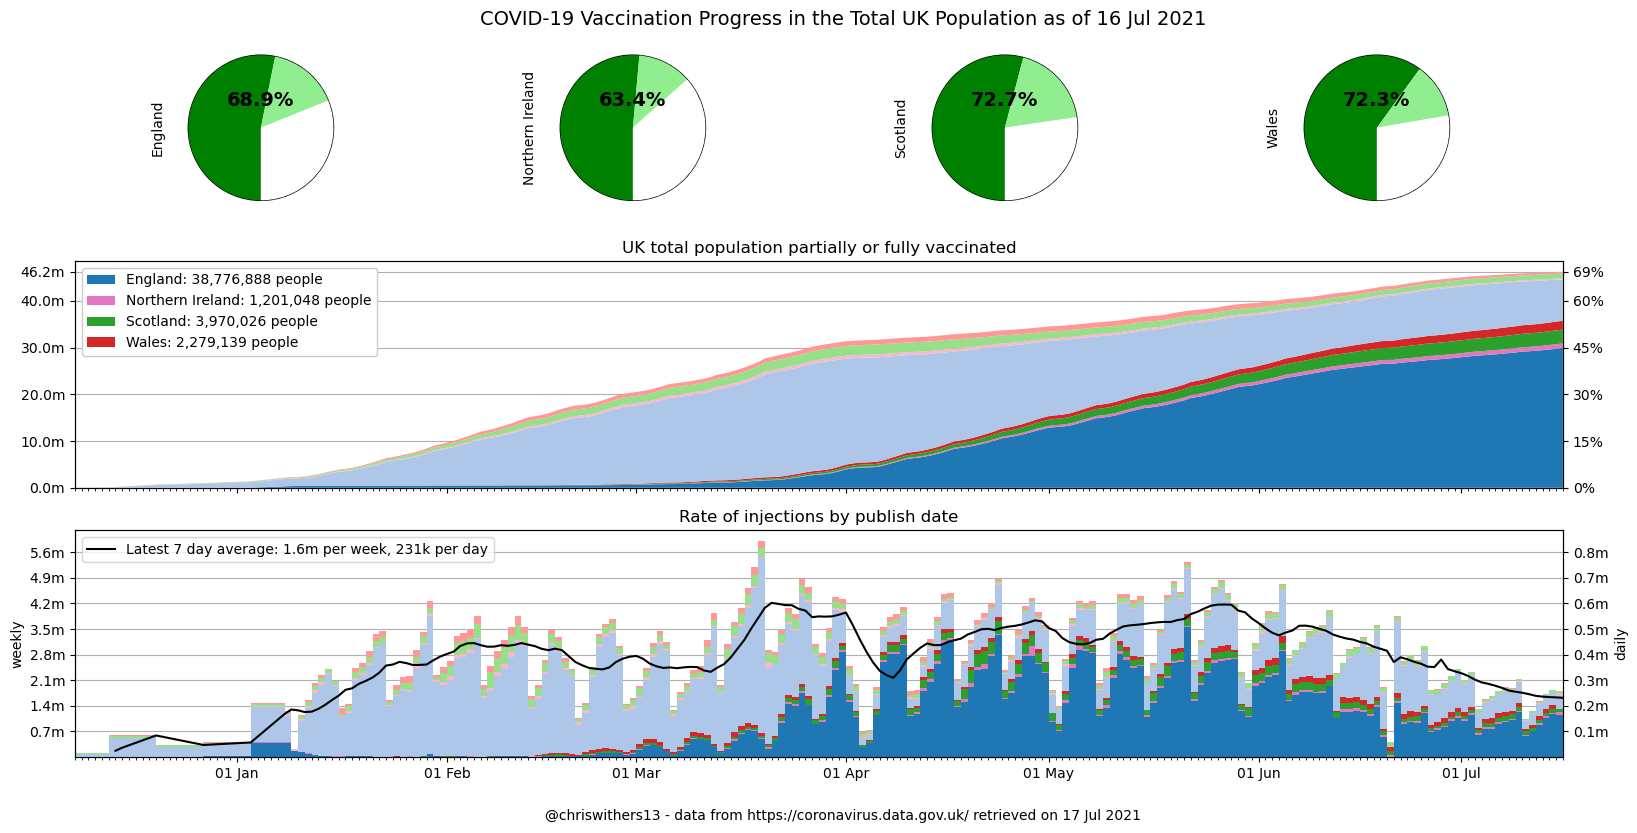 COVID-19 Vaccination Progress in the Total UK Population as of 16 Jul 2021
England
68.9%
Northern Ireland
63.4%
Scotland
72.7%
Wales
72.3%
UK total population partially or fully vaccinated
46.2m
40.0m
30.0m
20.0m
10.0m
0.0m
England: 38,776,888 people
Northern Ireland: 1,201,048 people
Scotland: 3,970,026 people
Wales: 2,279,139 people
69%
60%
45%
30%
15%
0%
Rate of injections by publish date
weekly
5.6m
4.9m
4.2m
3.5m
2.8m
2.1m
1.4m
0.7m
Latest 7 day average: 1.6m per week, 231k per day
0.8m
0.7m
0.6m
0.5m
0.4m
0.3m
0.2m
0.1m
daily
01 Jan
01 Feb
01 Mar
01 Apr
01 May
01 Jun
01 Jul
@chriswithers13 - data from https://coronavirus.data.gov.uk/ retrieved on 17 Jul 2021